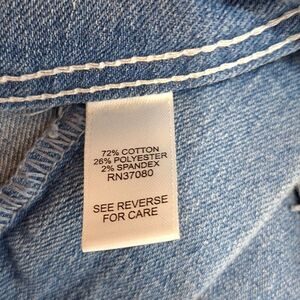 72% COTTON
26% POLYESTER
2% SPANDEX
RN37080
SEE REVERSE
FOR CARE